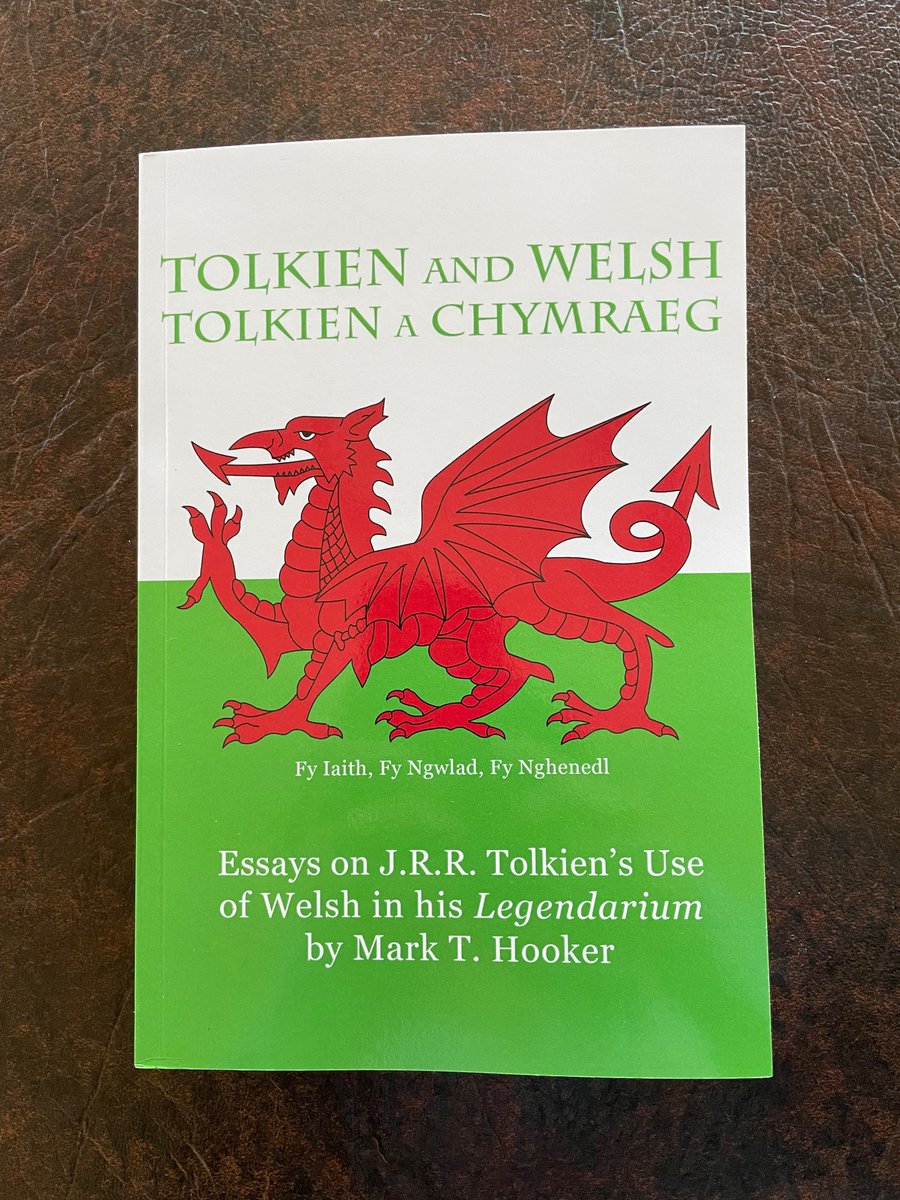 TOLKIEN AND WELSH
TOLKIEN A CHYMRAEG
Fy Iaith, Fy Ngwlad, Fy Nghenedl
Essays on J.R.R. Tolkien’s Use
of Welsh in his Legendarium
by Mark T. Hooker